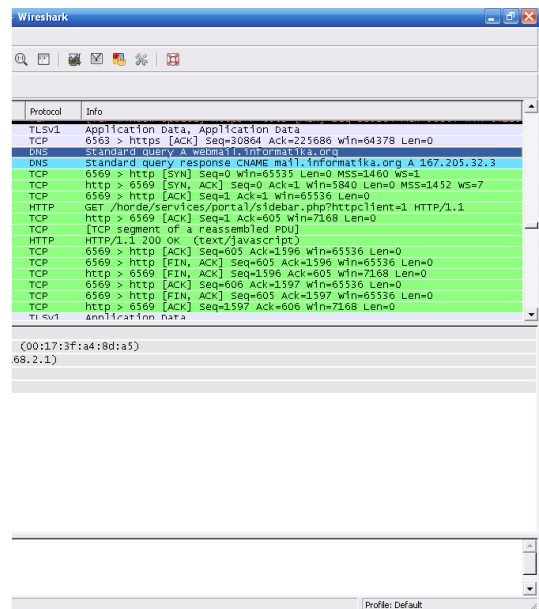 - Wireshark
Protocol Info
TLSv1 Application Data, Application Data
TCP 6563 > https [ACK] Seq=30864 Ack=225686 Win=64378 Len=0
DNS Standard query A webmail.informatika.org
DNS Standard query response CNAME mail.informatika.org A 167.205.32.3
TCP 6569 > http [SYN] Seq=0 Win=65535 Len=0 MSS=1460 WS=1
TCP http > 6569 [SYN, ACK] Seq=0 Ack=1 Win=5840 Len=0 MSS=1452 WS=7
TCP 6569 > http [ACK] Seq=1 Ack=1 Win=65536 Len=0
HTTP GET /horde/services/portal/sidebar.php?httpclient=1 HTTP/1.1
TCP http > 6569 [ACK] Seq=1 Ack=605 Win=7168 Len=0
TCP [TCP segment of a reassembled PDU]
HTTP HTTP/1.1 200 OK (text/javascript)
TCP 6569 > http [ACK] Seq=605 Ack=1596 Win=65536 Len=0
TCP 6569 > http [FIN, ACK] Seq=605 Ack=1596 Win=65536 Len=0
TCP http > 6569 [FIN, ACK] Seq=1596 Ack=605 Win=7168 Len=0
TCP 6569 > http [ACK] Seq=606 Ack=1597 Win=65536 Len=0
TCP 6569 > http [FIN, ACK] Seq=605 Ack=1597 Win=65536 Len=0
TCP http > 6569 [ACK] Seq=1597 Ack=606 Win=7168 Len=0
TLSv1 Application Data
(00:17:3f:a4:8d:a5)
.68.2.1)
Profile: Default